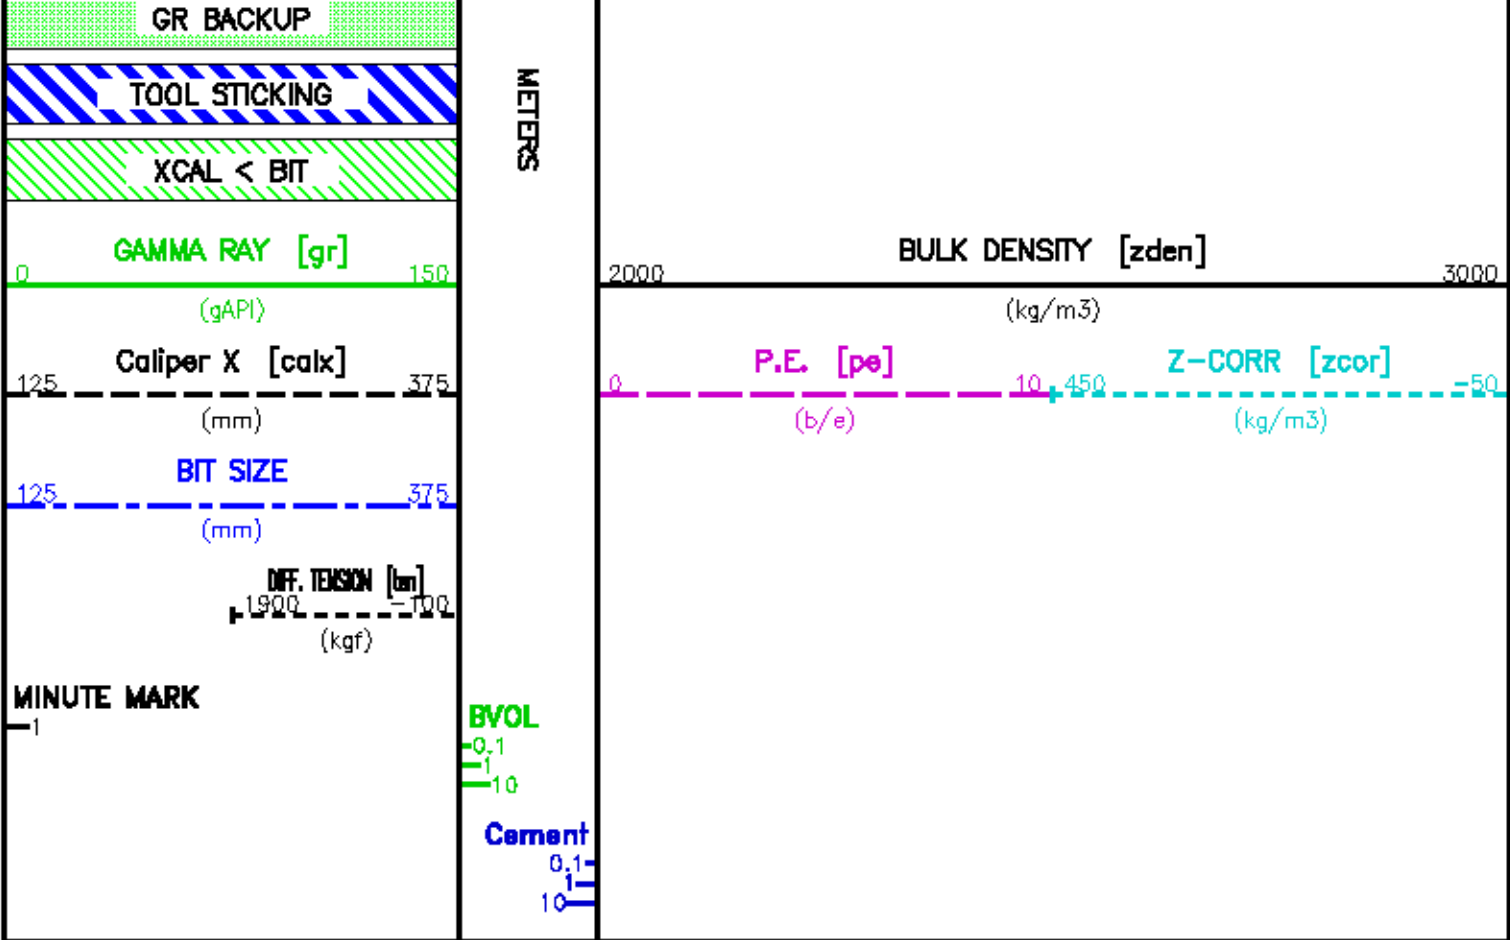 GR BACKUP
TOOL STICKING
XCAL < BIT
GAMMA RAY [gr]
0 150
(gAPI)
Caliper X [calx]
125 375
(mm)
BIT SIZE
125 375
(mm)
DIFF. TENSION [ten]
1900 -100
(kgf)
MINUTE MARK
1
METERS
BVOL
0.1
1
10
Cement
0.1
1
10
BULK DENSITY [zden]
2000 3000
(kg/m3)
P.E. [pe]
0 10
(b/e)
Z-CORR [zcor]
450 -50
(kg/m3)